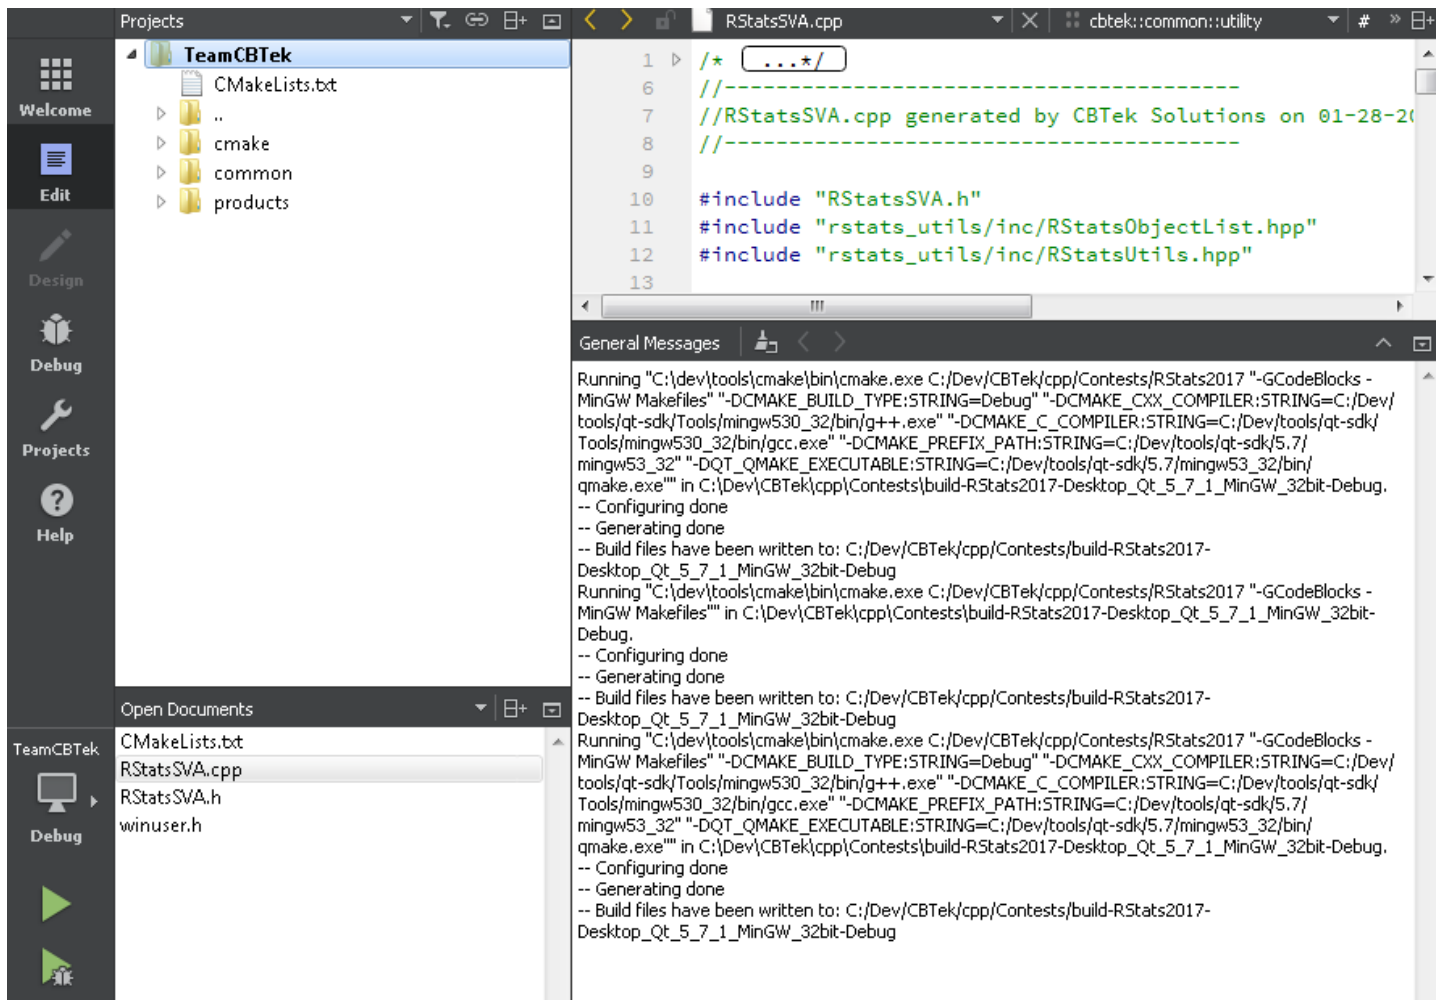 Projects
RStatsSVA.cpp
cbtek::common::utility
#
»
Welcome
Edit
Design
Debug
Projects
Help
TeamCBTek
CMakeLists.txt
..
cmake
common
products
1 /* ...*/
6 //------------------------------------------
7 //RStatsSVA.cpp generated by CBTek Solutions on 01-28-20
8 //------------------------------------------
9
10 #include "RStatsSVA.h"
11 #include "rstats_utils/inc/RStatsObjectList.hpp"
12 #include "rstats_utils/inc/RStatsUtils.hpp"
13
General Messages
Running "C:\dev\tools\cmake\bin\cmake.exe C:/Dev/CBTek/cpp/Contests/RStats2017 "-GCodeBlocks -
MinGW Makefiles" "-DCMAKE_BUILD_TYPE:STRING=Debug" "-DCMAKE_CXX_COMPILER:STRING=C:/Dev/
tools/qt-sdk/Tools/mingw530_32/bin/g++.exe" "-DCMAKE_C_COMPILER:STRING=C:/Dev/tools/qt-sdk/
Tools/mingw530_32/bin/gcc.exe" "-DCMAKE_PREFIX_PATH:STRING=C:/Dev/tools/qt-sdk/5.7/
mingw53_32" "-DQT_QMAKE_EXECUTABLE:STRING=C:/Dev/tools/qt-sdk/5.7/mingw53_32/bin/
qmake.exe"" in C:\Dev\CBTek\cpp\Contests\build-RStats2017-Desktop_Qt_5_7_1_MinGW_32bit-Debug.
-- Configuring done
-- Generating done
-- Build files have been written to: C:/Dev/CBTek/cpp/Contests/build-RStats2017-
Desktop_Qt_5_7_1_MinGW_32bit-Debug
Running "C:\dev\tools\cmake\bin\cmake.exe C:/Dev/CBTek/cpp/Contests/RStats2017 "-GCodeBlocks -
MinGW Makefiles"" in C:\Dev\CBTek\cpp\Contests\build-RStats2017-Desktop_Qt_5_7_1_MinGW_32bit-
Debug.
-- Configuring done
-- Generating done
-- Build files have been written to: C:/Dev/CBTek/cpp/Contests/build-RStats2017-
Desktop_Qt_5_7_1_MinGW_32bit-Debug
Running "C:\dev\tools\cmake\bin\cmake.exe C:/Dev/CBTek/cpp/Contests/RStats2017 "-GCodeBlocks -
MinGW Makefiles" "-DCMAKE_BUILD_TYPE:STRING=Debug" "-DCMAKE_CXX_COMPILER:STRING=C:/Dev/
tools/qt-sdk/Tools/mingw530_32/bin/g++.exe" "-DCMAKE_C_COMPILER:STRING=C:/Dev/tools/qt-sdk/
Tools/mingw530_32/bin/gcc.exe" "-DCMAKE_PREFIX_PATH:STRING=C:/Dev/tools/qt-sdk/5.7/
mingw53_32" "-DQT_QMAKE_EXECUTABLE:STRING=C:/Dev/tools/qt-sdk/5.7/mingw53_32/bin/
qmake.exe"" in C:\Dev\CBTek\cpp\Contests\build-RStats2017-Desktop_Qt_5_7_1_MinGW_32bit-Debug.
-- Configuring done
-- Generating done
-- Build files have been written to: C:/Dev/CBTek/cpp/Contests/build-RStats2017-
Desktop_Qt_5_7_1_MinGW_32bit-Debug
Open Documents
CMakeLists.txt
RStatsSVA.cpp
RStatsSVA.h
winuser.h
TeamCBTek
Debug